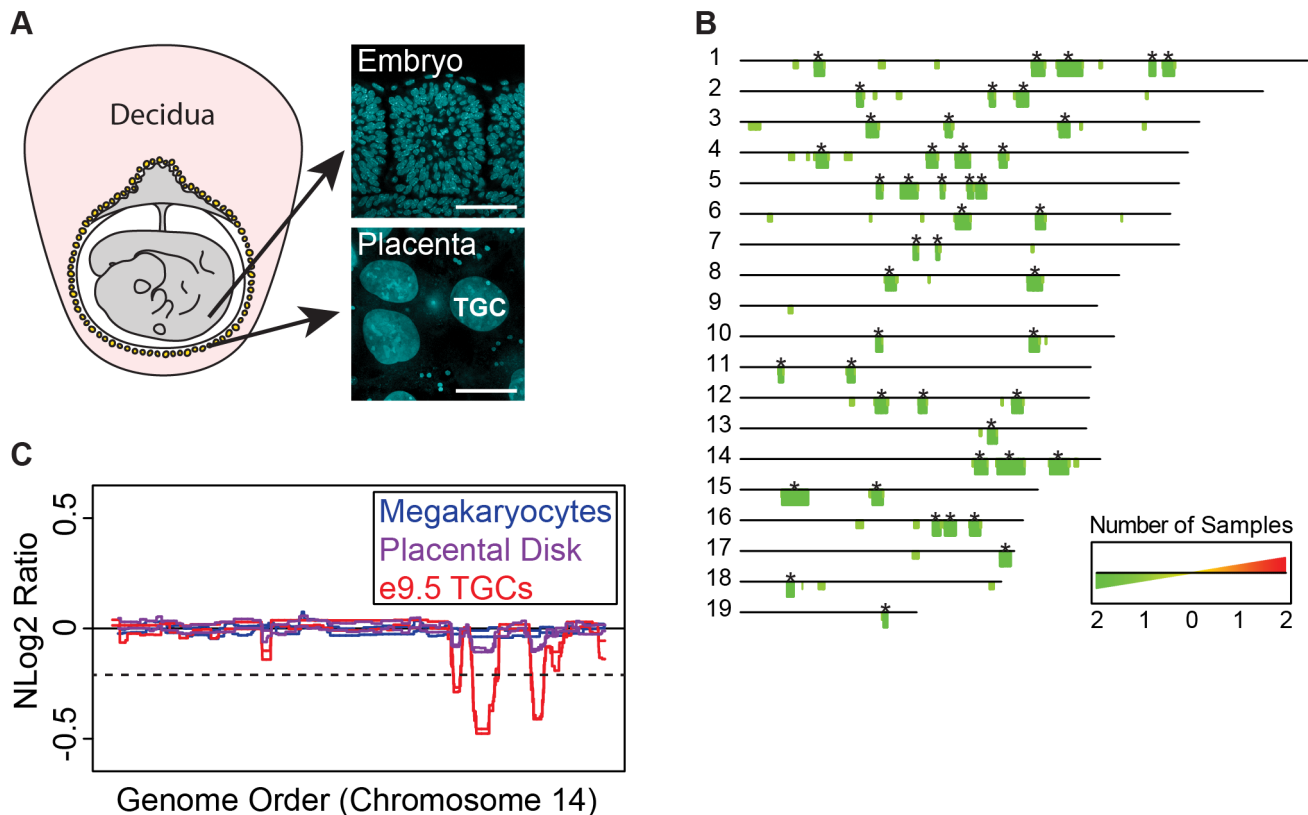 A
Decidua
Embryo
Placenta
TGC
B
1
2
3
4
5
6
7
8
9
10
11
12
13
14
15
16
17
18
19
* * * * *
* * *
* * *
* * * *
* * * * *
* *
* *
* *
* *
* *
* * *
*
* * *
* *
* * *
*
*
*
Number of Samples
2 1 0 1 2
C
NLog2 Ratio
0.5
0
-0.5
Megakaryocytes
Placental Disk
e9.5 TGCs
Genome Order (Chromosome 14)